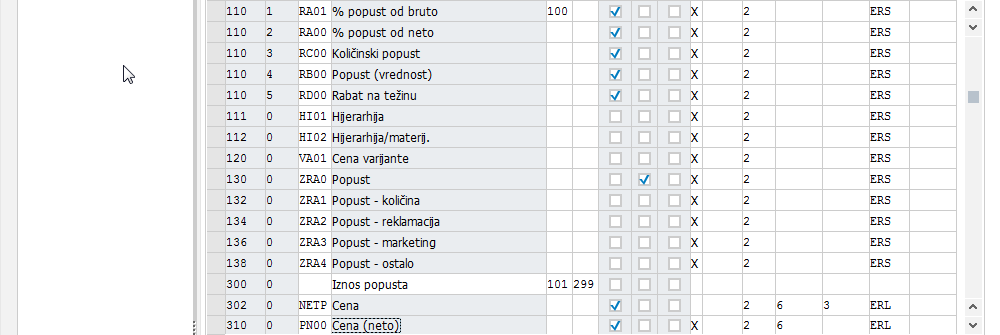 110 1 RA01 % popust od bruto 100 X 2 ERS
110 2 RA00 % popust od neto X 2 ERS
110 3 RC00 Količinski popust X 2 ERS
110 4 RB00 Popust (vrednost) X 2 ERS
110 5 RD00 Rabat na težinu X 2 ERS
111 0 HI01 Hijerarhija X 2 ERS
112 0 HI02 Hijerarhija/materij. X 2 ERS
120 0 VA01 Cena varijante X 2 ERS
130 0 ZRA0 Popust X 2 ERS
132 0 ZRA1 Popust - količina X 2 ERS
134 0 ZRA2 Popust - reklamacija X 2 ERS
136 0 ZRA3 Popust - marketing X 2 ERS
138 0 ZRA4 Popust - ostalo X 2 ERS
300 0 Iznos popusta 101 299
302 0 NETP Cena 2 6 3 ERL
310 0 PN00 Cena (neto) X 2 6 ERL